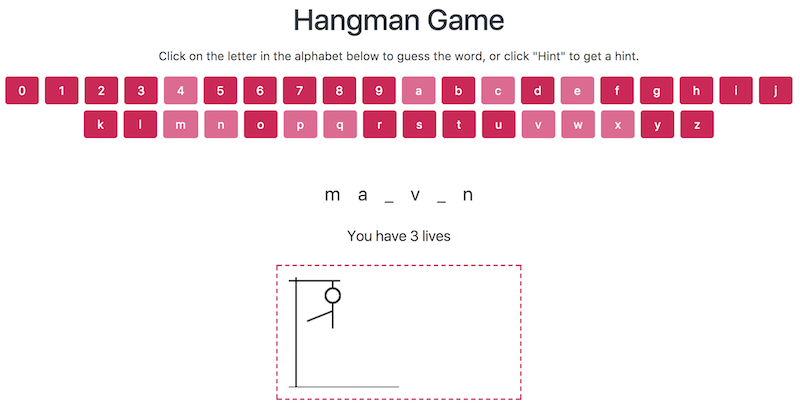 Hangman Game
Click on the letter in the alphabet below to guess the word, or click "Hint" to get a hint.
0 1 2 3 4 5 6 7 8 9 a b c d e f g h i j
k l m n o p q r s t u v w x y z
m a _ v _ n
You have 3 lives